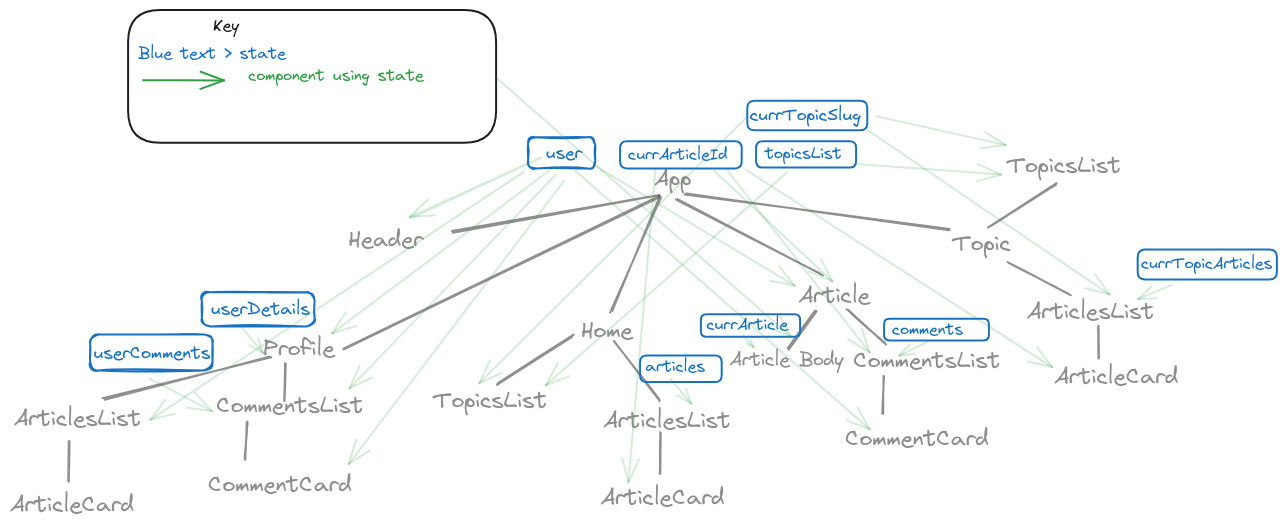 Key
Blue text > state
component using state
currTopicSlug
user
currArticleId
topicsList
App
TopicsList
Header
Topic
currTopicArticles
userDetails
Article
ArticlesList
userComments
Profile
Home
currArticle
comments
Article Body
CommentsList
articles
ArticleCard
TopicsList
ArticlesList
CommentsList
ArticlesList
CommentCard
CommentCard
ArticleCard
ArticleCard